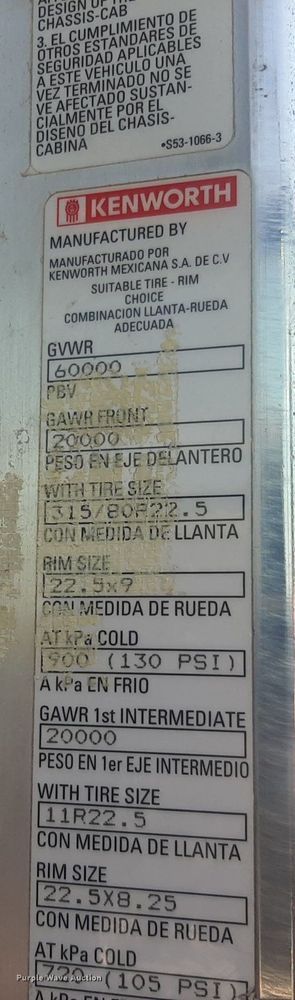 DESIGN OF THE
CHASSIS-CAB
3. EL CUMPLIMIENTO DE
OTROS ESTANDARES DE
SEGURIDAD APLICABLES
A ESTE VEHICULO UNA
VEZ TERMINADO NO SE
VE AFECTADO SUSTAN-
CIALMENTE POR EL
DISENO DEL CHASIS-
CABINA
•S53-1066-3
KENWORTH
MANUFACTURED BY
MANUFACTURADO POR
KENWORTH MEXICANA S.A. DE C.V
SUITABLE TIRE - RIM
CHOICE
COMBINACION LLANTA-RUEDA
ADECUADA
GVWR
60000
PBV
GAWR FRONT
20000
PESO EN EJE DELANTERO
WITH TIRE SIZE
315/80R22.5
CON MEDIDA DE LLANTA
RIM SIZE
22.5x9
CON MEDIDA DE RUEDA
AT kPa COLD
900 (130 PSI)
A kPa EN FRIO
GAWR 1st INTERMEDIATE
20000
PESO EN 1er EJE INTERMEDIO
WITH TIRE SIZE
11R22.5
CON MEDIDA DE LLANTA
RIM SIZE
22.5X8.25
CON MEDIDA DE RUEDA
AT kPa COLD
(105 PSI)
A kPa EN FRIO
Purple Wave Auction